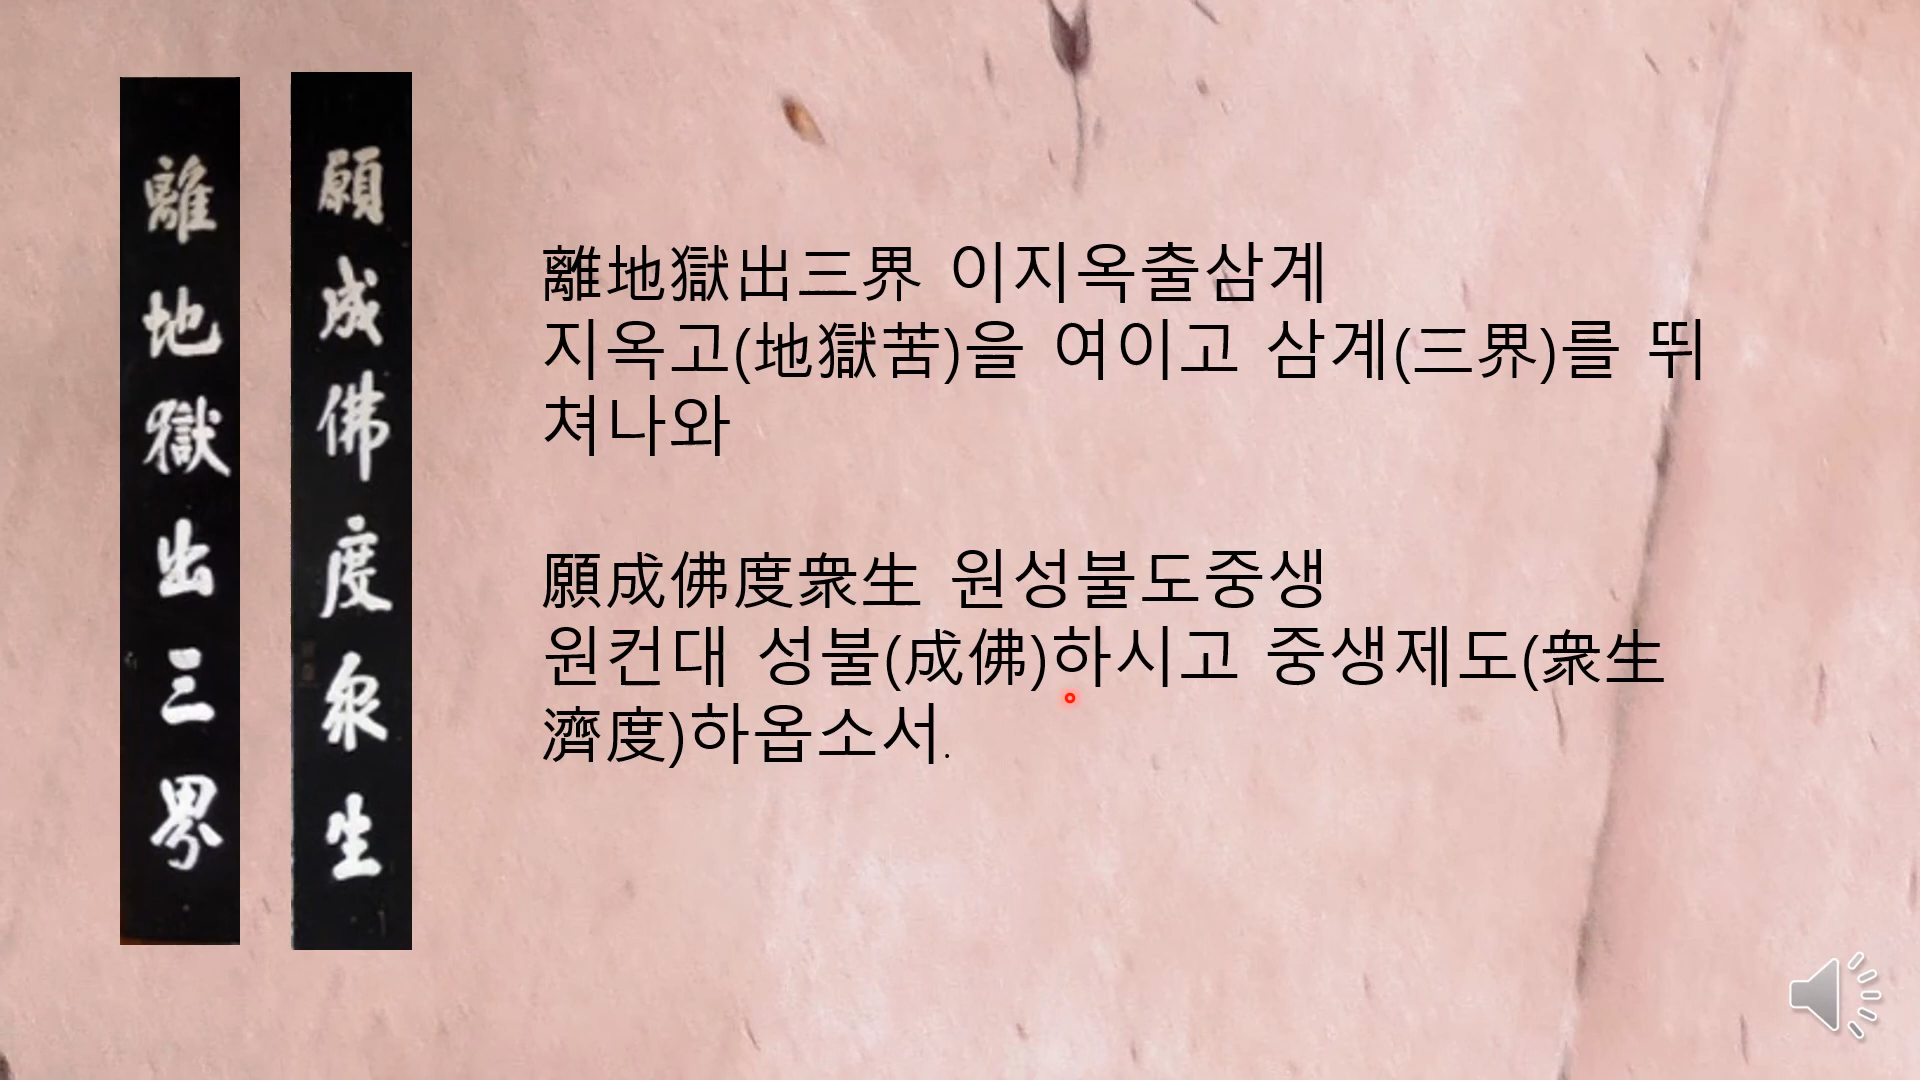 離地獄出三界
願成佛度衆生
離地獄出三界 이지옥출삼계
지옥고(地獄苦)을 여이고 삼계(三界)를 뛰
쳐나와
願成佛度衆生 원성불도중생
원컨대 성불(成佛)하시고 중생제도(衆生
濟度)하옵소서.